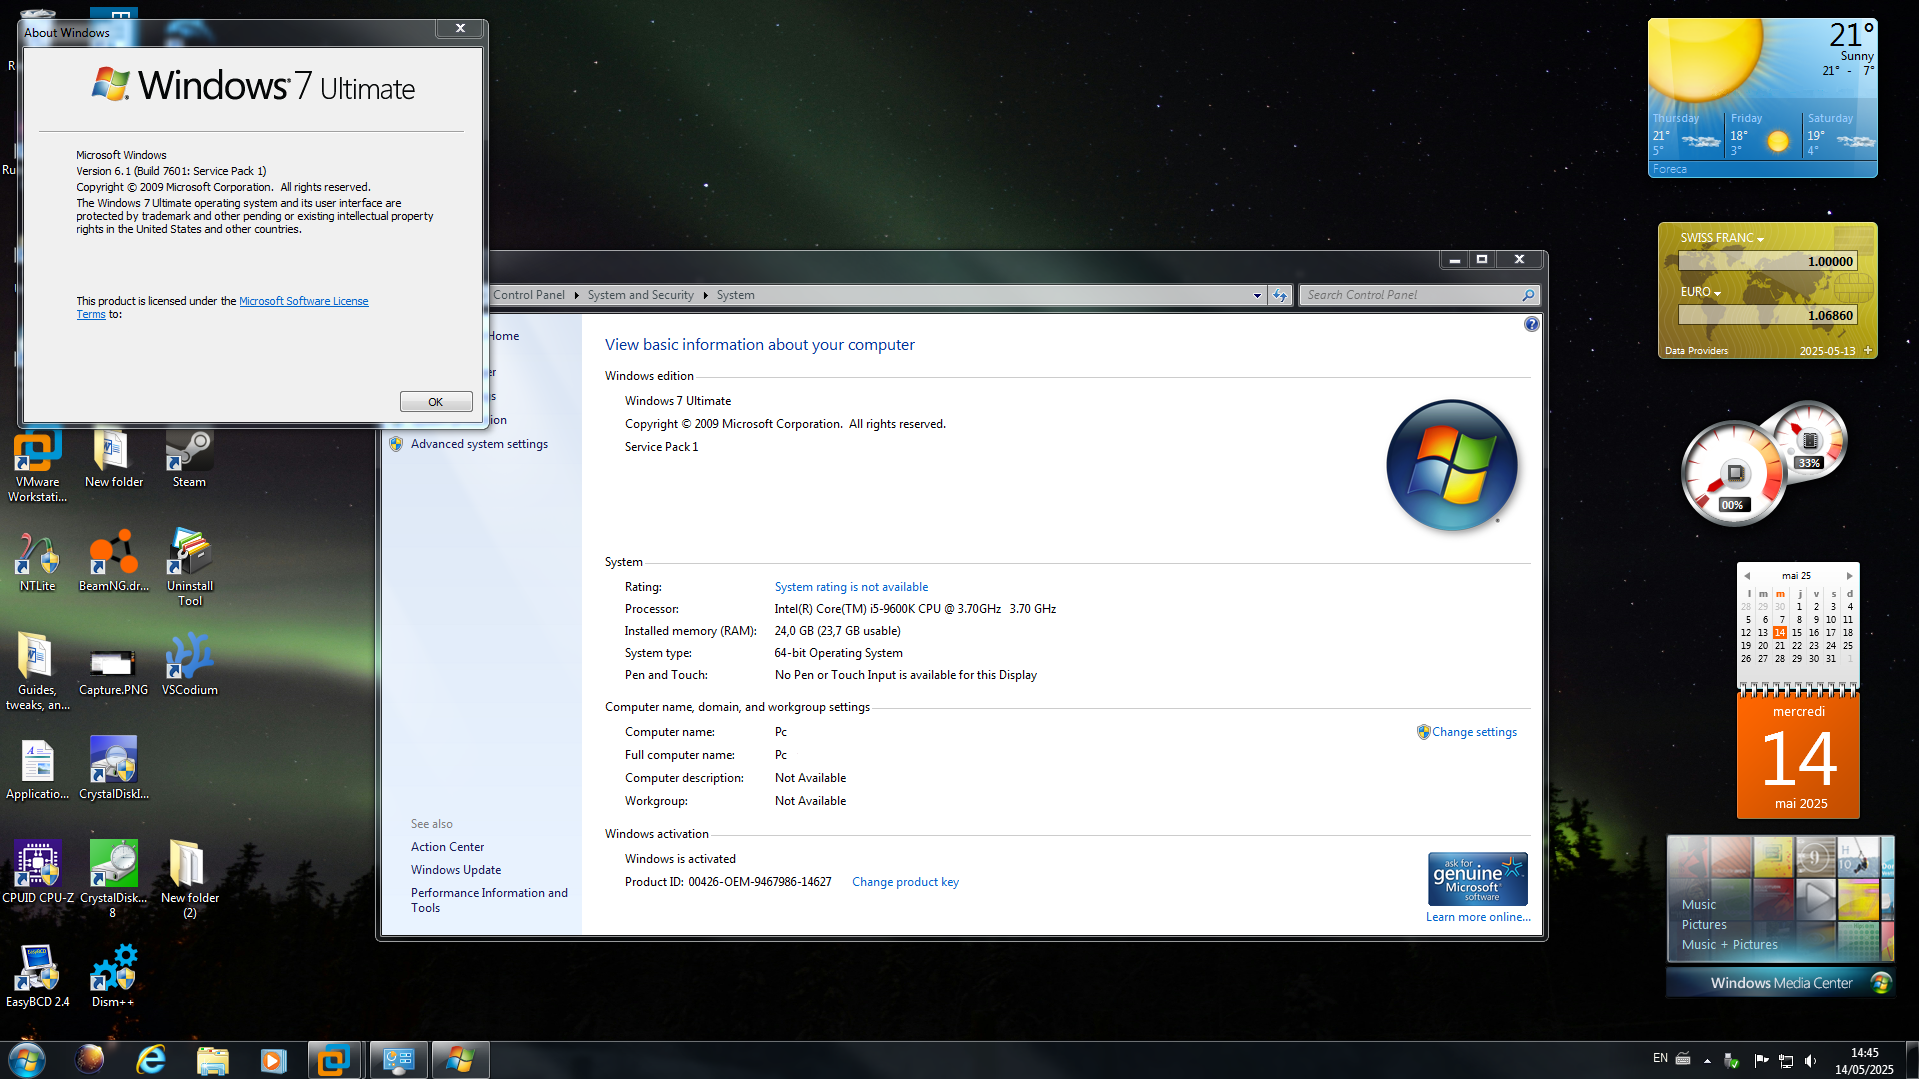 About Windows
Windows 7 Ultimate
Microsoft Windows
Version 6.1 (Build 7601: Service Pack 1)
Copyright © 2009 Microsoft Corporation.  All rights reserved.
The Windows 7 Ultimate operating system and its user interface are
protected by trademark and other pending or existing intellectual property
rights in the United States and other countries.
This product is licensed under the Microsoft Software License
Terms to:
OK
Control Panel
System and Security
System
Search Control Panel
Home
Advanced system settings
See also
Action Center
Windows Update
Performance Information and
Tools
View basic information about your computer
Windows edition
Windows 7 Ultimate
Copyright © 2009 Microsoft Corporation.  All rights reserved.
Service Pack 1
System
Rating: System rating is not available
Processor: Intel(R) Core(TM) i5-9600K CPU @ 3.70GHz   3.70 GHz
Installed memory (RAM): 24,0 GB (23,7 GB usable)
System type: 64-bit Operating System
Pen and Touch: No Pen or Touch Input is available for this Display
Computer name, domain, and workgroup settings
Computer name: Pc
Change settings
Full computer name: Pc
Computer description: Not Available
Workgroup: Not Available
Windows activation
Windows is activated
Product ID: 00426-OEM-9467986-14627
Change product key
ask for
genuine
Microsoft
software
Learn more online...
VMware
Workstati...
New folder
Steam
NTLite
BeamNG.dr...
Uninstall
Tool
Guides,
tweaks, an...
Capture.PNG
VSCodium
Applicatio...
CrystalDiskI...
CPUID CPU-Z
CrystalDisk...
8
New folder
(2)
EasyBCD 2.4
Dism++
21°
Sunny
21° - 7°
Thursday
21°
5°
Friday
18°
3°
Saturday
19°
4°
Foreca
SWISS FRANC
1.00000
EURO
1.06860
Data Providers
2025-05-13
33%
00%
mai 25
l m m j v s d
28 29 30 1 2 3 4
5 6 7 8 9 10 11
12 13 14 15 16 17 18
19 20 21 22 23 24 25
26 27 28 29 30 31 1
mercredi
14
mai 2025
Music
Pictures
Music + Pictures
Windows Media Center
EN
14:45
14/05/2025